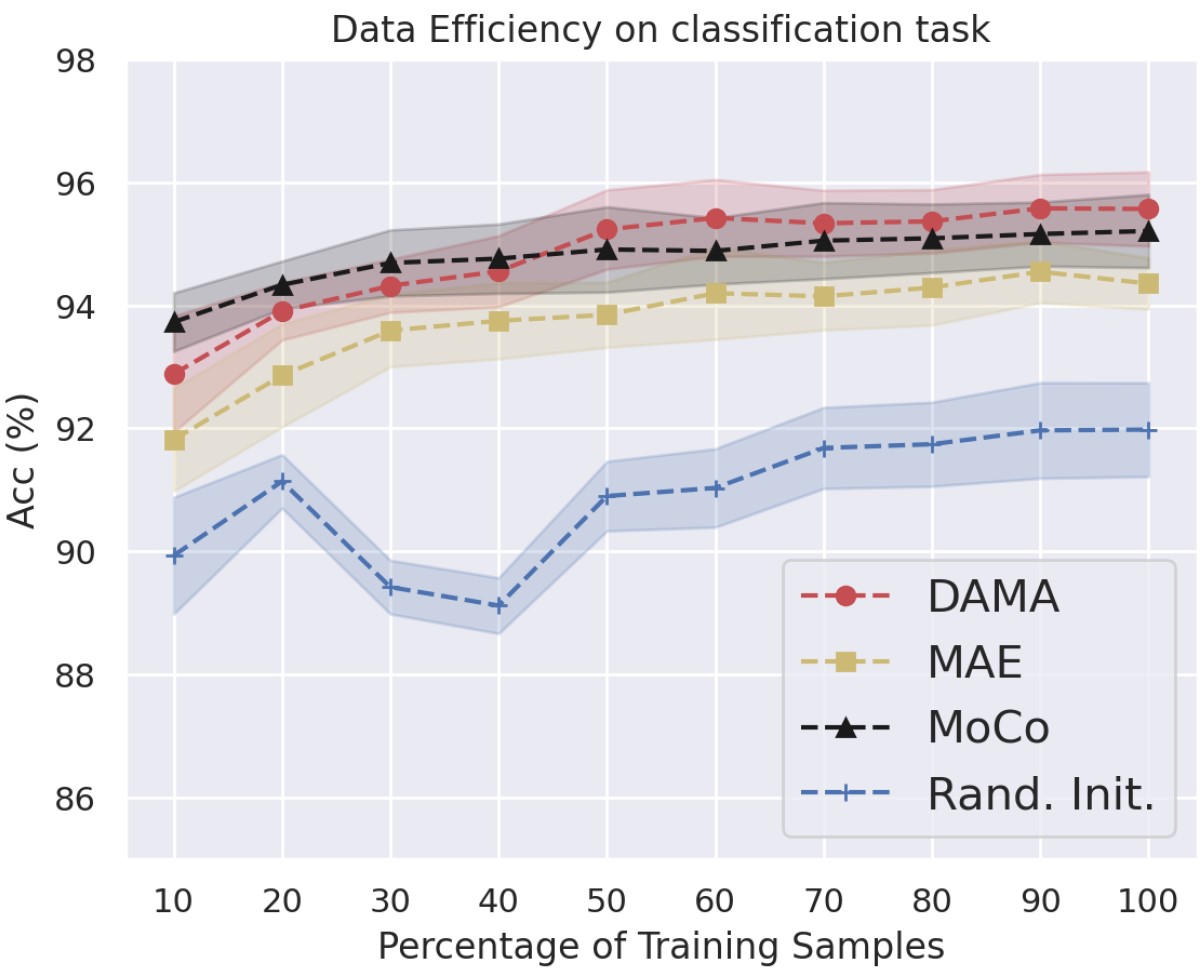 Data Efficiency on classification task
98
96
94
92
90
88
86
Acc (%)
DAMA
MAE
MoCo
Rand. Init.
10 20 30 40 50 60 70 80 90 100
Percentage of Training Samples